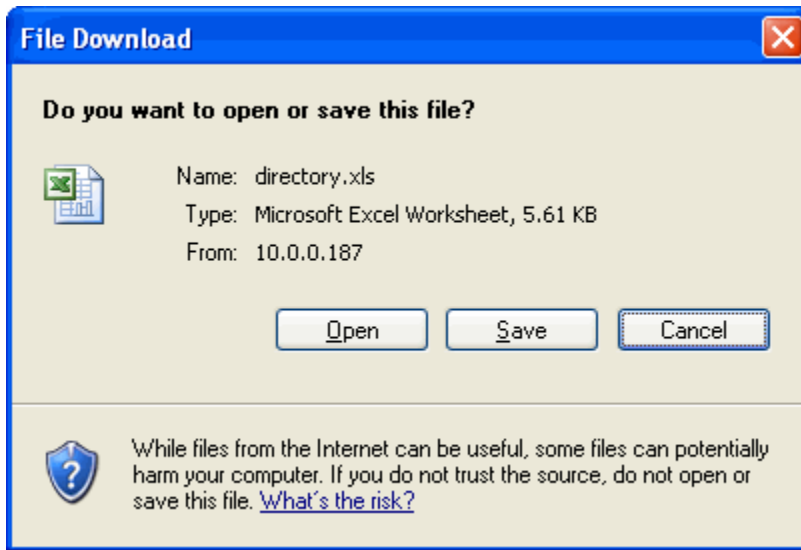 File Download
Do you want to open or save this file?
Name: directory.xls
Type: Microsoft Excel Worksheet, 5.61 KB
From: 10.0.0.187
Open Save Cancel
While files from the Internet can be useful, some files can potentially
harm your computer. If you do not trust the source, do not open or
save this file. What's the risk?